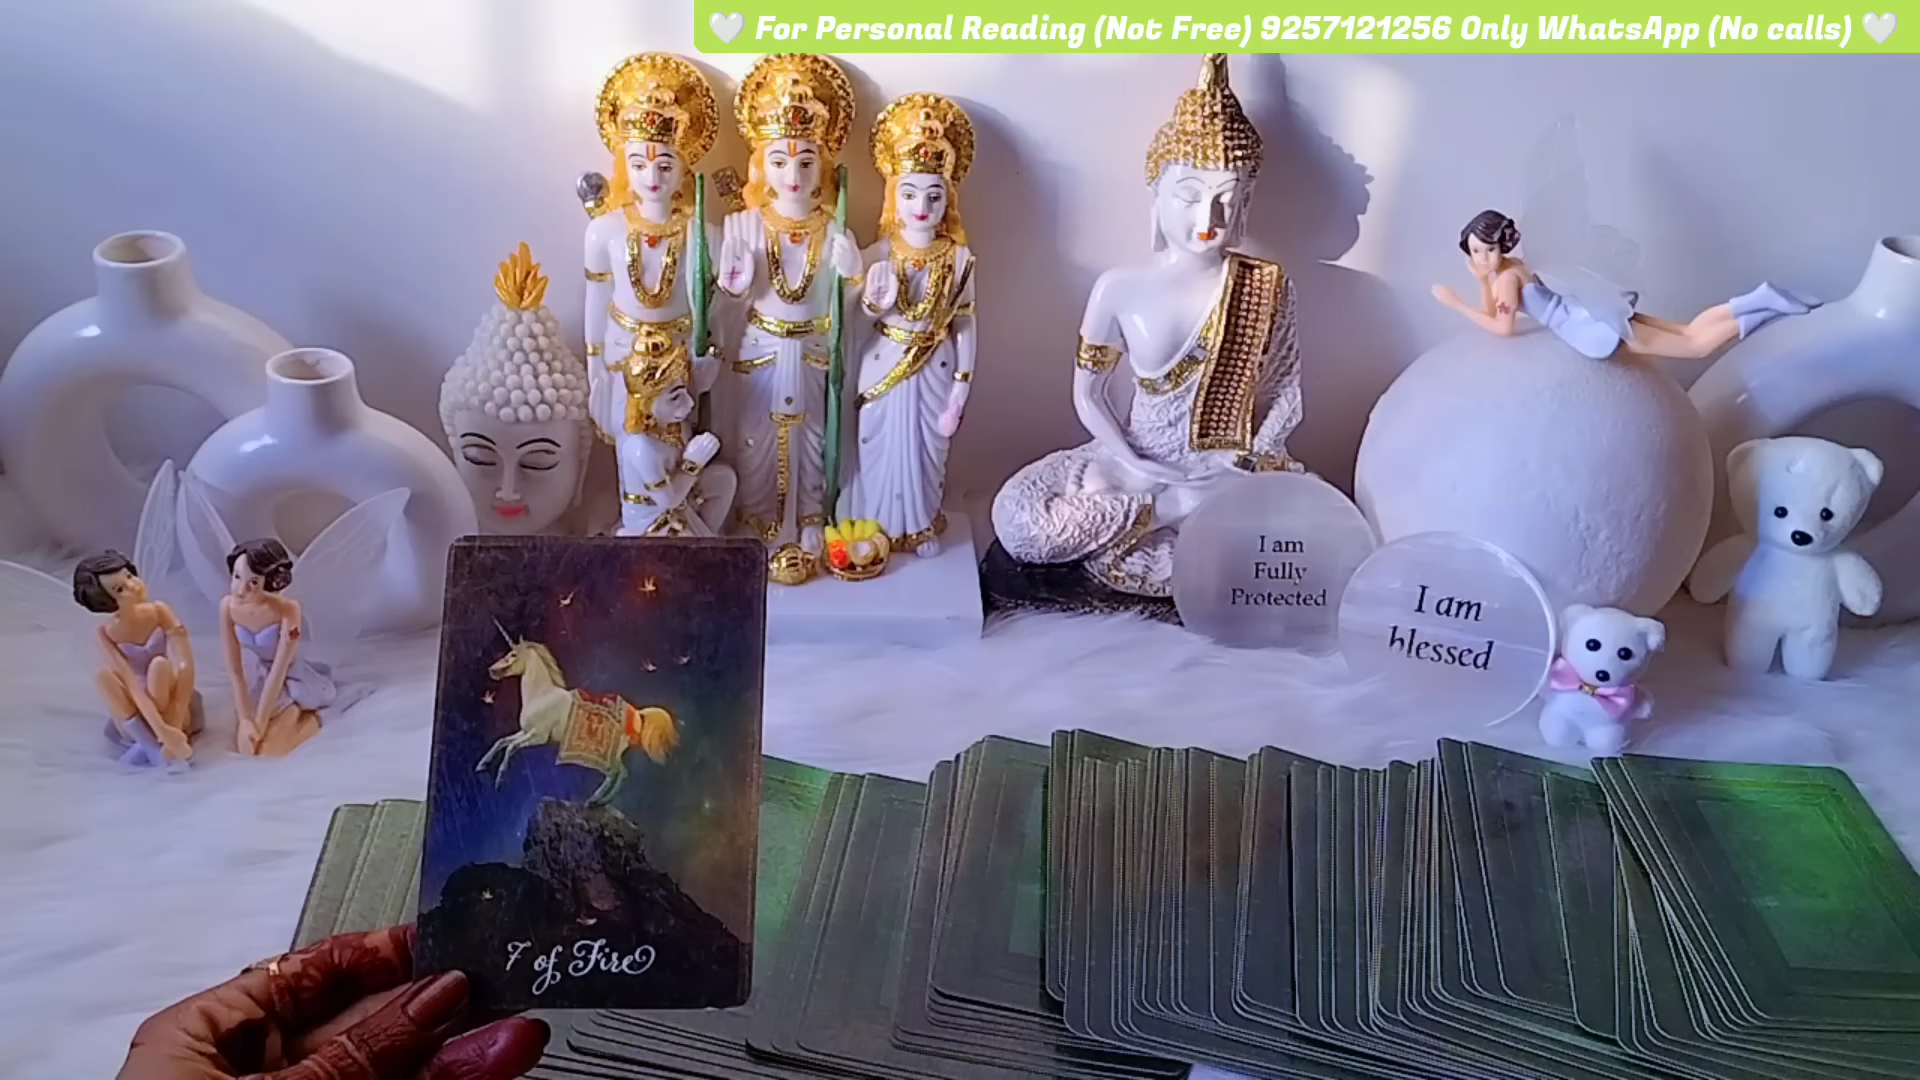 🤍 For Personal Reading (Not Free) 9257121256 Only WhatsApp (No calls) 🤍
I am
Fully
Protected
I am
blessed
7 of Fire